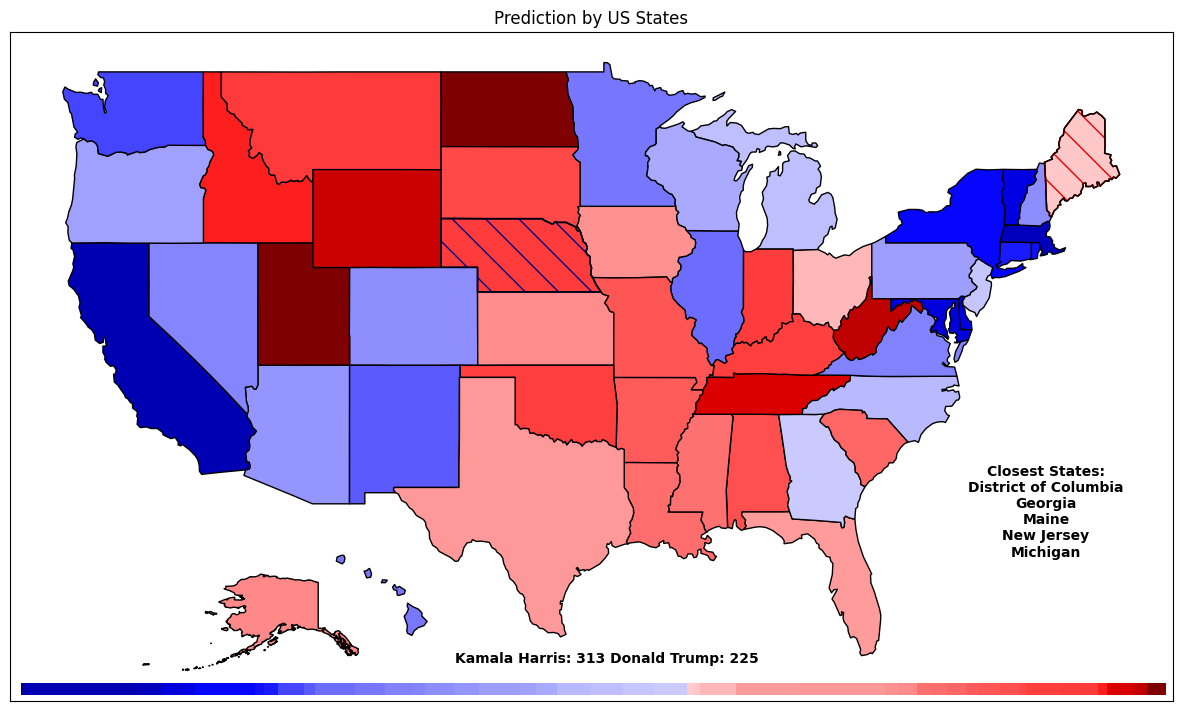 Prediction by US States
Closest States:
District of Columbia
Georgia
Maine
New Jersey
Michigan
Kamala Harris: 313 Donald Trump: 225